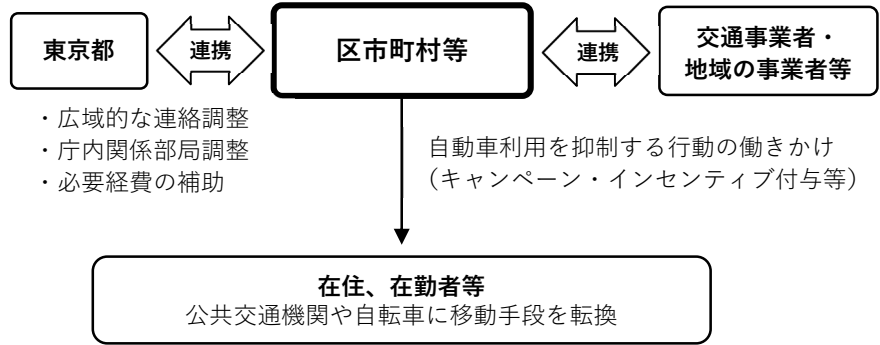 東京都
連携
区市町村等
連携
交通事業者・
地域の事業者等
・広域的な連絡調整
・庁内関係部局調整
・必要経費の補助
自動車利用を抑制する行動の働きかけ
（キャンペーン・インセンティブ付与等）
在住、在勤者等
公共交通機関や自転車に移動手段を転換